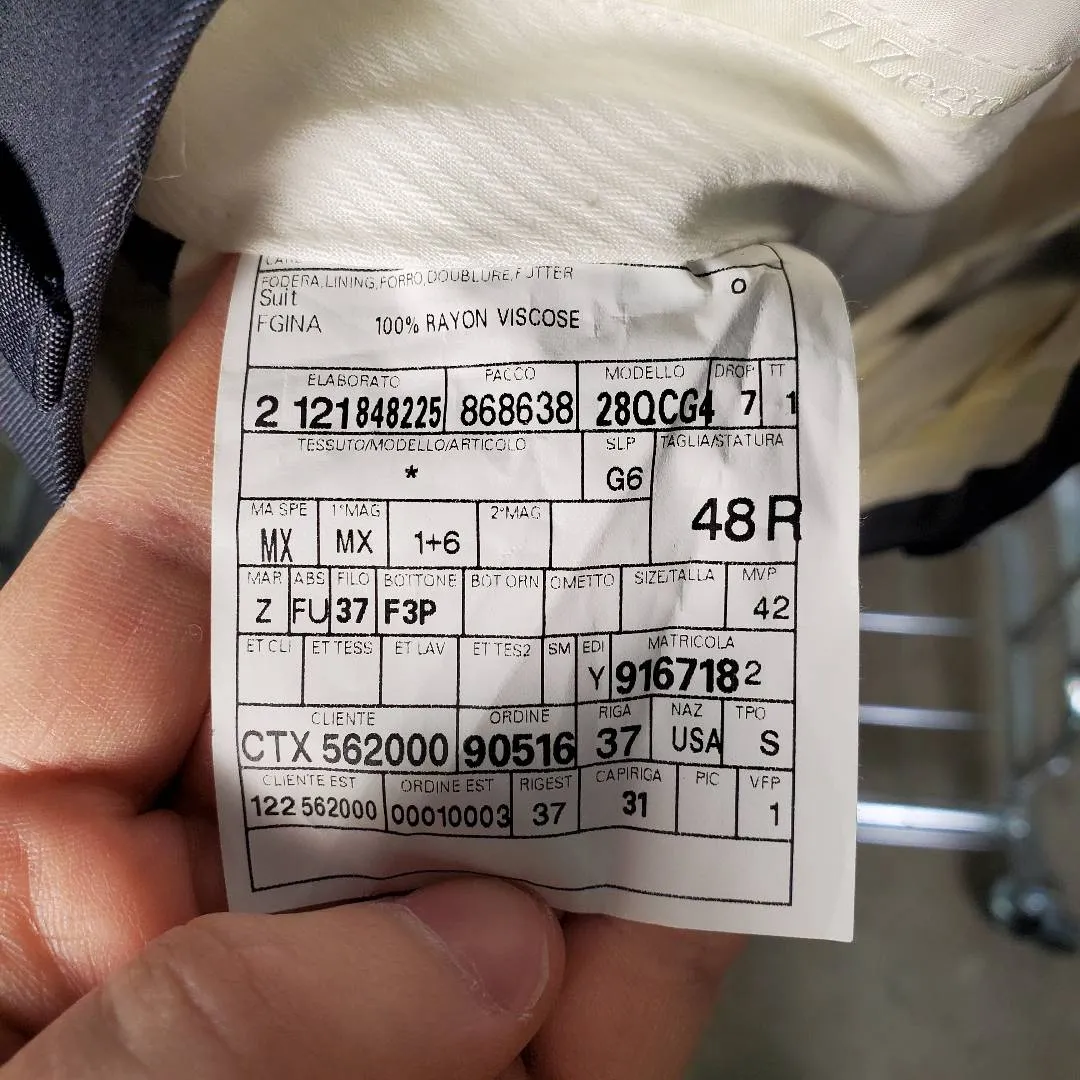 Z Zegna
FODERA, LINING, FORRO, DOUBLURE, FUTTER
O
Suit
FGINA 100% RAYON VISCOSE
ELABORATO PACCO MODELLO DROP TT
2 121848225 868638 28QCG4 7 1
TESSUTO/MODELLO/ARTICOLO SLP TAGLIA/STATURA
* G6 48 R
MA SPE 1°MAG 2°MAG
MX MX 1+6
MAR ABS FILO BOTTONE BOT ORN OMETTO SIZE/TALLA MVP
Z FU 37 F3P 42
ET CLI ET TESS ET LAV ET TES2 SM EDI MATRICOLA
Y 9167182
CLIENTE ORDINE RIGA NAZ TPO
CTX 562000 90516 37 USA S
CLIENTE EST ORDINE EST RIGEST CAPIRIGA PIC VFP
122 562000 00010003 37 31 1